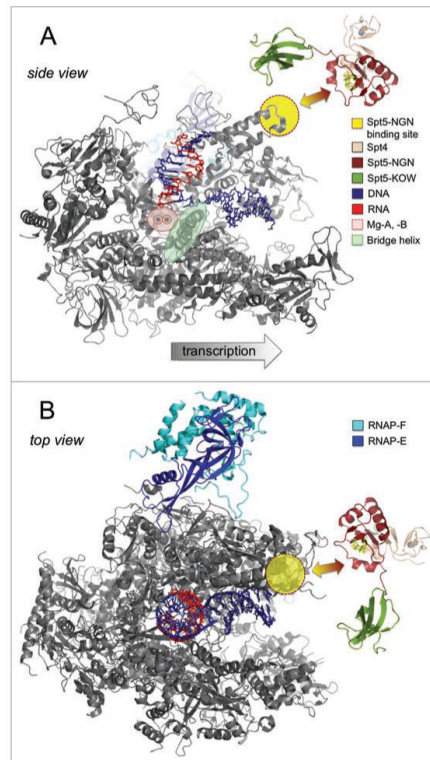 A
side view
Spt5-NGN
binding site
Spt4
Spt5-NGN
Spt5-KOW
DNA
RNA
Mg-A, -B
Bridge helix
transcription
B
top view
RNAP-F
RNAP-E